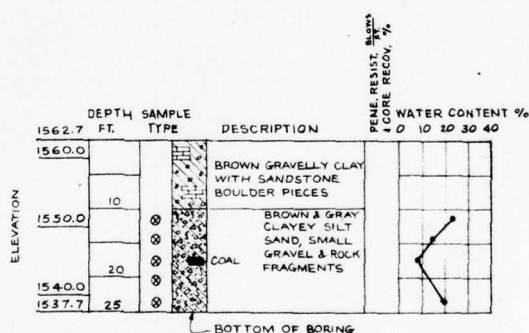 PENE. RESIST. BLOWS/FT.
& CORE RECOV. %
DEPTH SAMPLE
FT. TYPE DESCRIPTION
WATER CONTENT %
0 10 20 30 40
ELEVATION
1562.7
1560.0
BROWN GRAVELLY CLAY
WITH SANDSTONE
BOULDER PIECES
10
1550.0
BROWN & GRAY
CLAYEY SILT
SAND, SMALL
GRAVEL & ROCK
FRAGMENTS
COAL
20
1540.0
1537.7 25
BOTTOM OF BORING